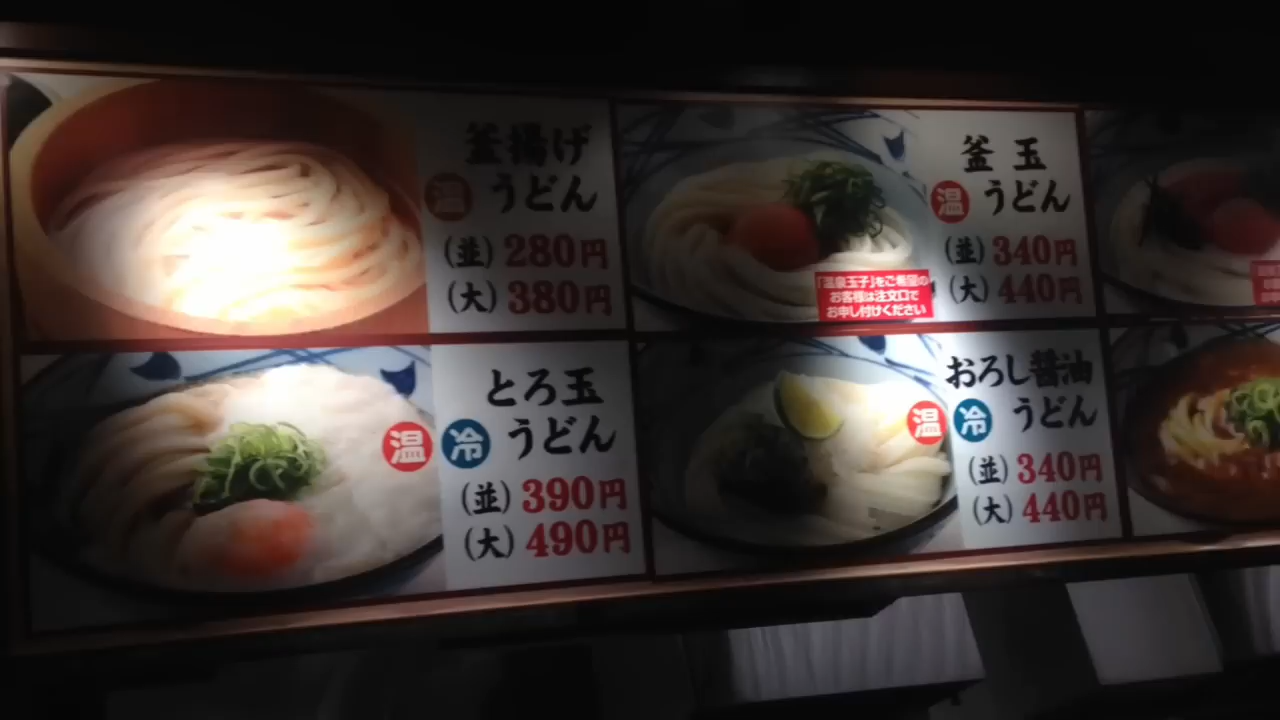 釜揚げ
温 うどん
(並) 280円
(大) 380円
釜玉
温 うどん
(並) 340円
(大) 440円
「温泉玉子」をご希望の
お客様は注文口で
お申し付けください
とろ玉
温 冷 うどん
(並) 390円
(大) 490円
おろし醤油
温 冷 うどん
(並) 340円
(大) 440円